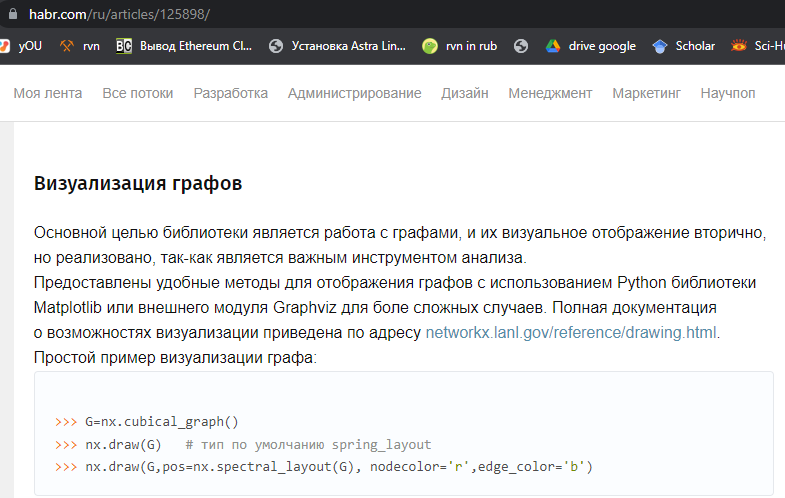 habr.com/ru/articles/125898/
yOU rvn BC Вывод Ethereum Cl... Установка Astra Lin... rvn in rub drive google Scholar Sci-Hu
Моя лента Все потоки Разработка Администрирование Дизайн Менеджмент Маркетинг Научпоп
Визуализация графов
Основной целью библиотеки является работа с графами, и их визуальное отображение вторично,
но реализовано, так-как является важным инструментом анализа.
Предоставлены удобные методы для отображения графов с использованием Python библиотеки
Matplotlib или внешнего модуля Graphviz для боле сложных случаев. Полная документация
о возможностях визуализации приведена по адресу networkx.lanl.gov/reference/drawing.html.
Простой пример визуализации графа:
>>> G=nx.cubical_graph()
>>> nx.draw(G)   # тип по умолчанию spring_layout
>>> nx.draw(G,pos=nx.spectral_layout(G), nodecolor='r',edge_color='b')